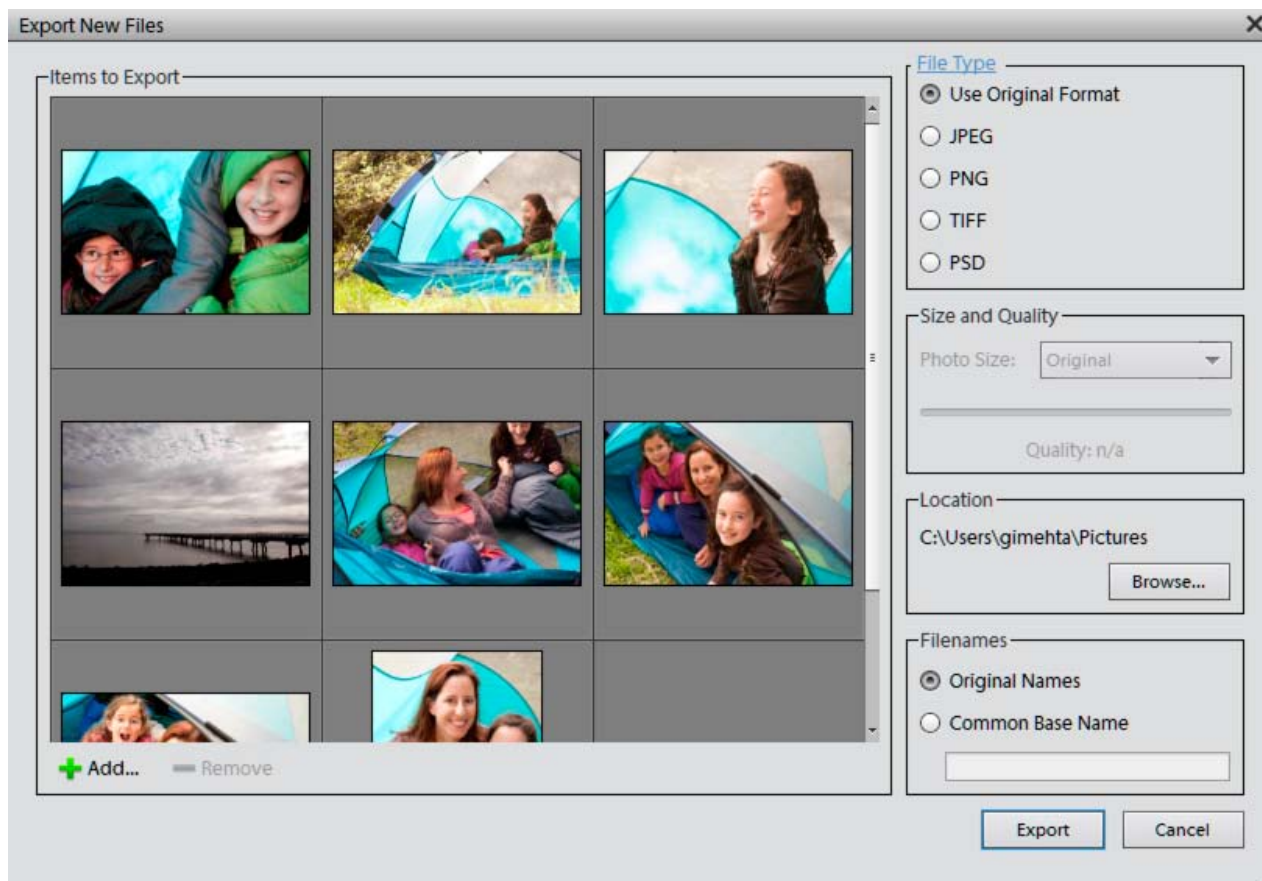 Export New Files
Items to Export
Add...
Remove
File Type
Use Original Format
JPEG
PNG
TIFF
PSD
Size and Quality
Photo Size: Original
Quality: n/a
Location
C:\Users\gimehta\Pictures
Browse...
Filenames
Original Names
Common Base Name
Export Cancel